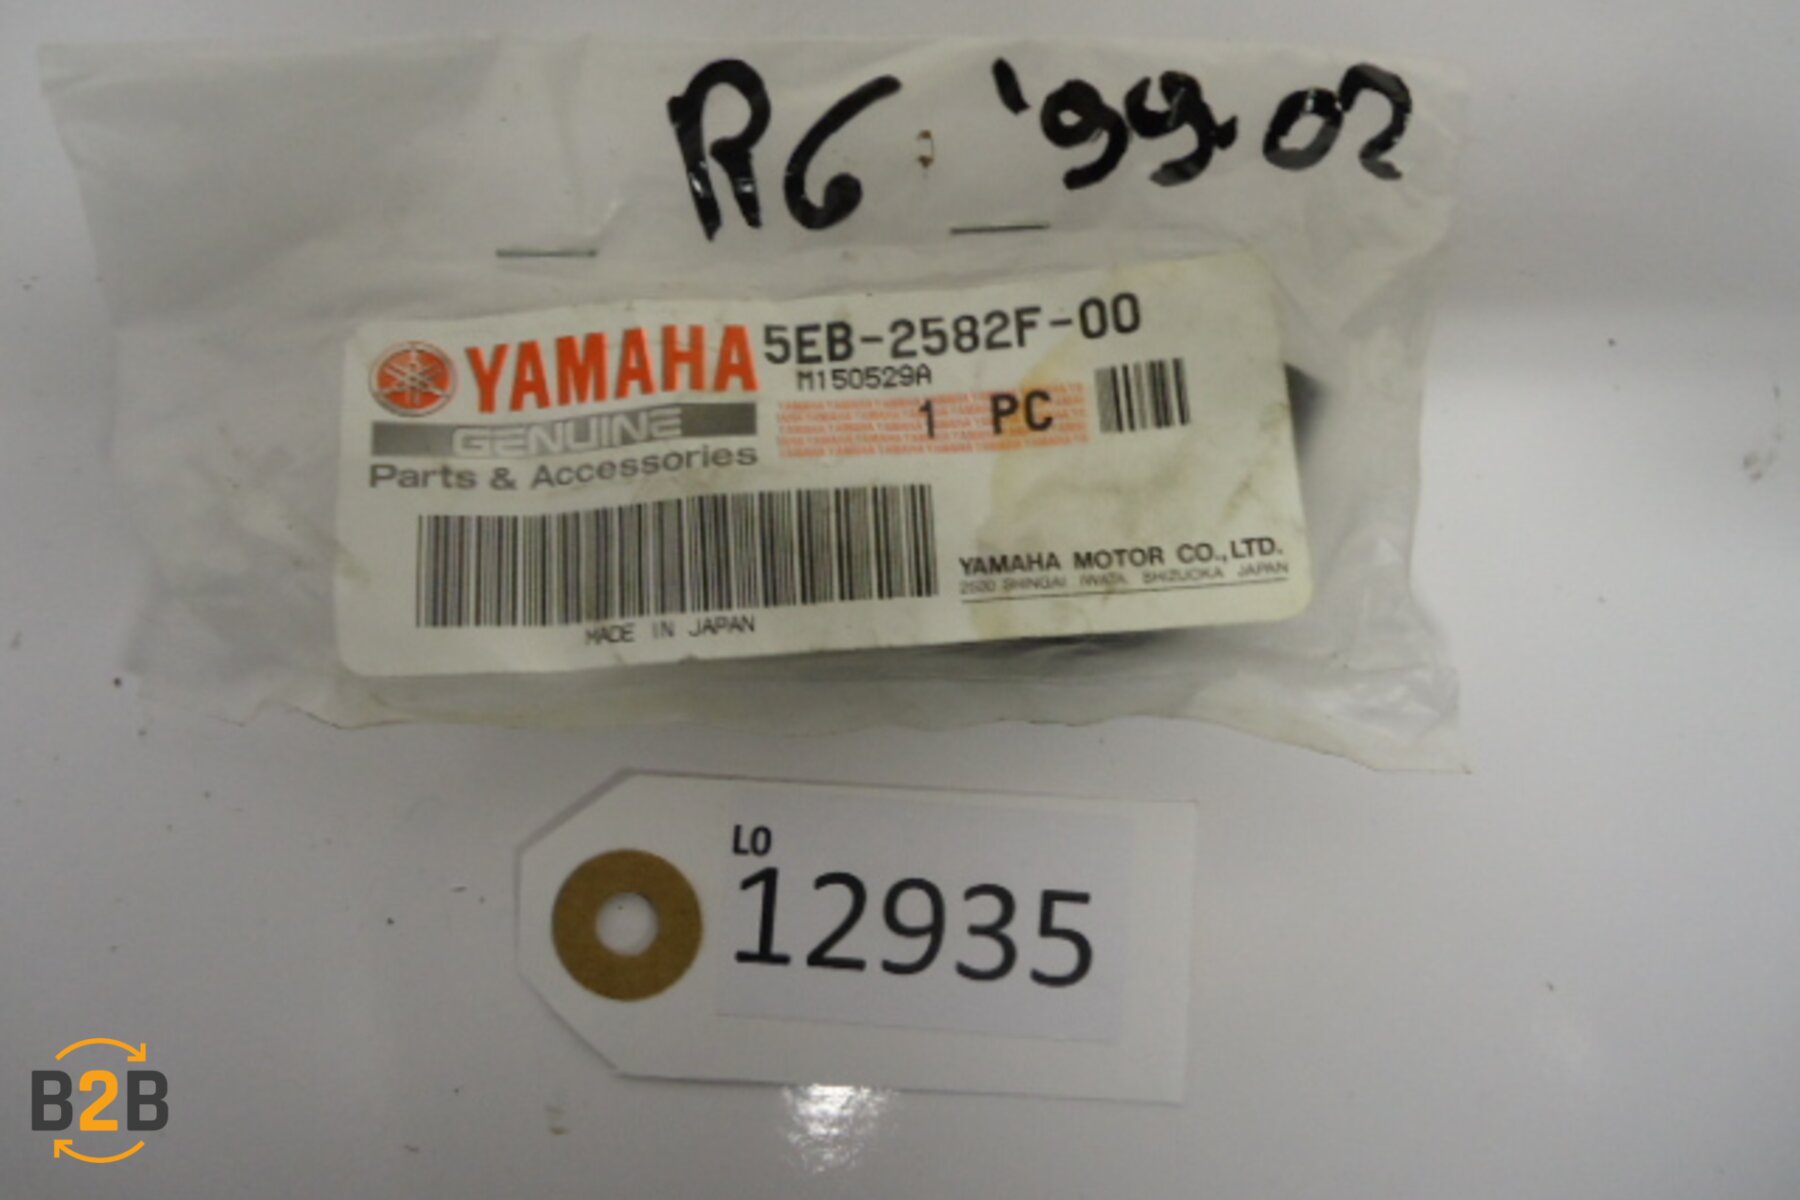 R6 '99-02
YAMAHA 5EB-2582F-00
M150529A
1 PC
GENUINE
Parts & Accessories
YAMAHA MOTOR CO., LTD.
2500 SHINGAI IWATA SHIZUOKA JAPAN
MADE IN JAPAN
LO
12935
B2B